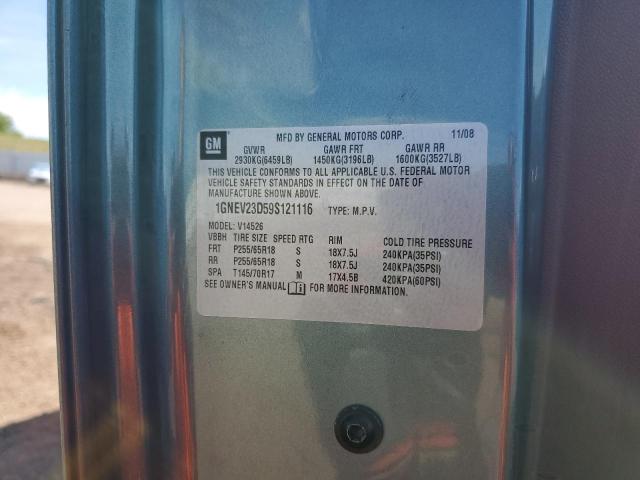 GM
MFD BY GENERAL MOTORS CORP. 11/08
GVWR GAWR FRT GAWR RR
2930KG(6459LB) 1450KG(3196LB) 1600KG(3527LB)
THIS VEHICLE CONFORMS TO ALL APPLICABLE U.S. FEDERAL MOTOR
VEHICLE SAFETY STANDARDS IN EFFECT ON THE DATE OF
MANUFACTURE SHOWN ABOVE.
1GNEV23D59S121116 TYPE: M.P.V.
MODEL: V14526
VBBH TIRE SIZE SPEED RTG RIM COLD TIRE PRESSURE
FRT P255/65R18 S 18X7.5J 240KPA(35PSI)
RR P255/65R18 S 18X7.5J 240KPA(35PSI)
SPA T145/70R17 M 17X4.5B 420KPA(60PSI)
SEE OWNER'S MANUAL FOR MORE INFORMATION.